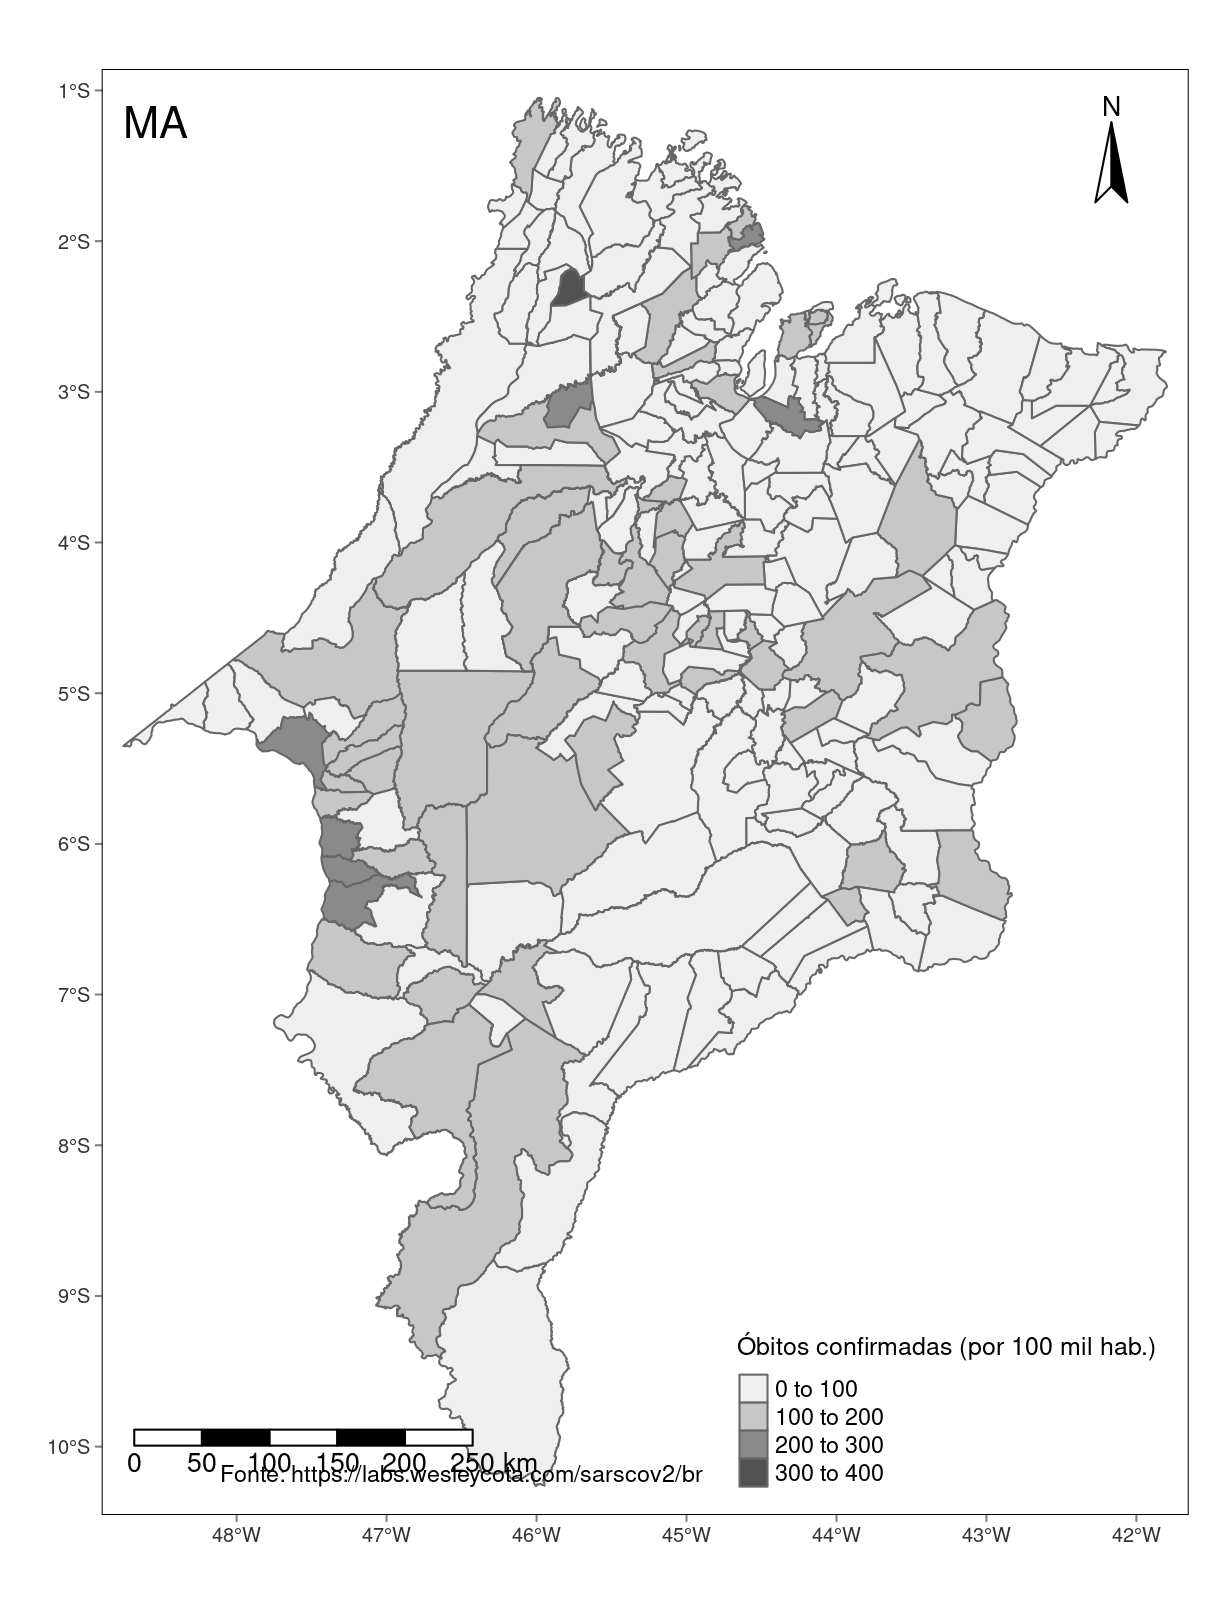 MA
N
1°S
2°S
3°S
4°S
5°S
6°S
7°S
8°S
9°S
10°S
Óbitos confirmadas (por 100 mil hab.)
0 to 100
100 to 200
200 to 300
300 to 400
0 50 100 150 200 250 km
Fonte: https://labs.wesleycota.com/sarscov2/br
48°W 47°W 46°W 45°W 44°W 43°W 42°W